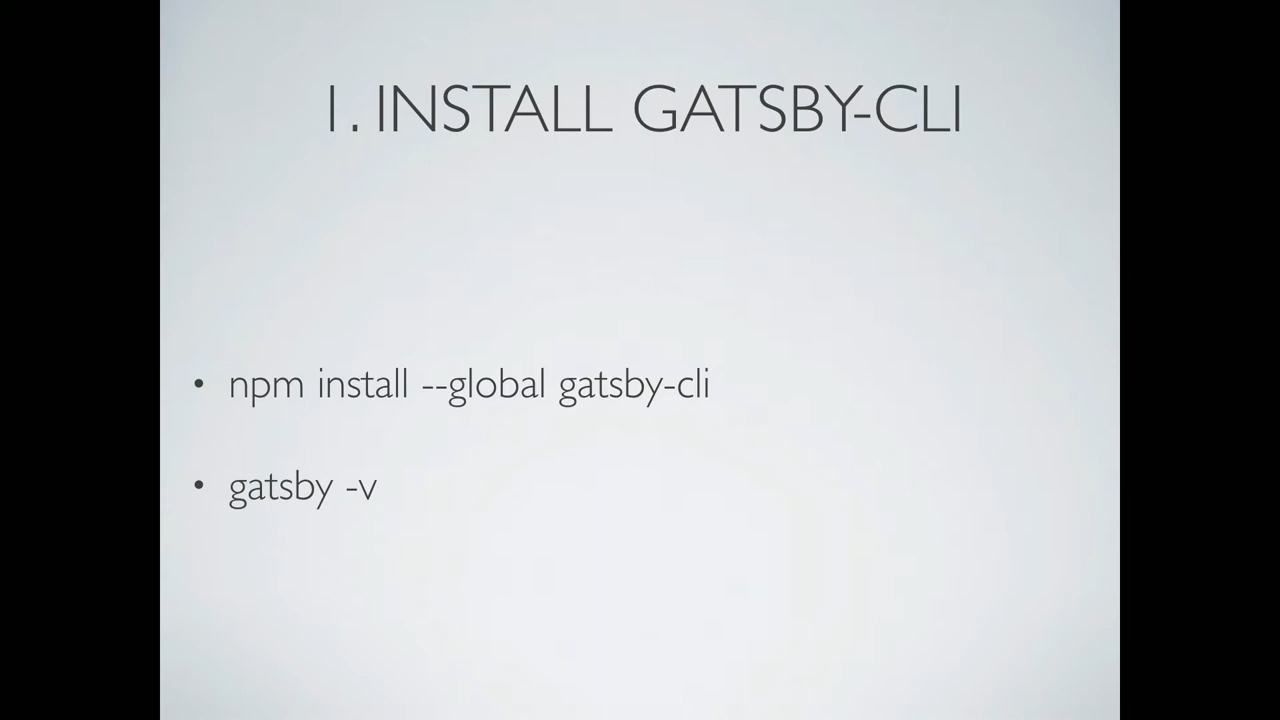 1. INSTALL GATSBY-CLI
• npm install --global gatsby-cli
• gatsby -v